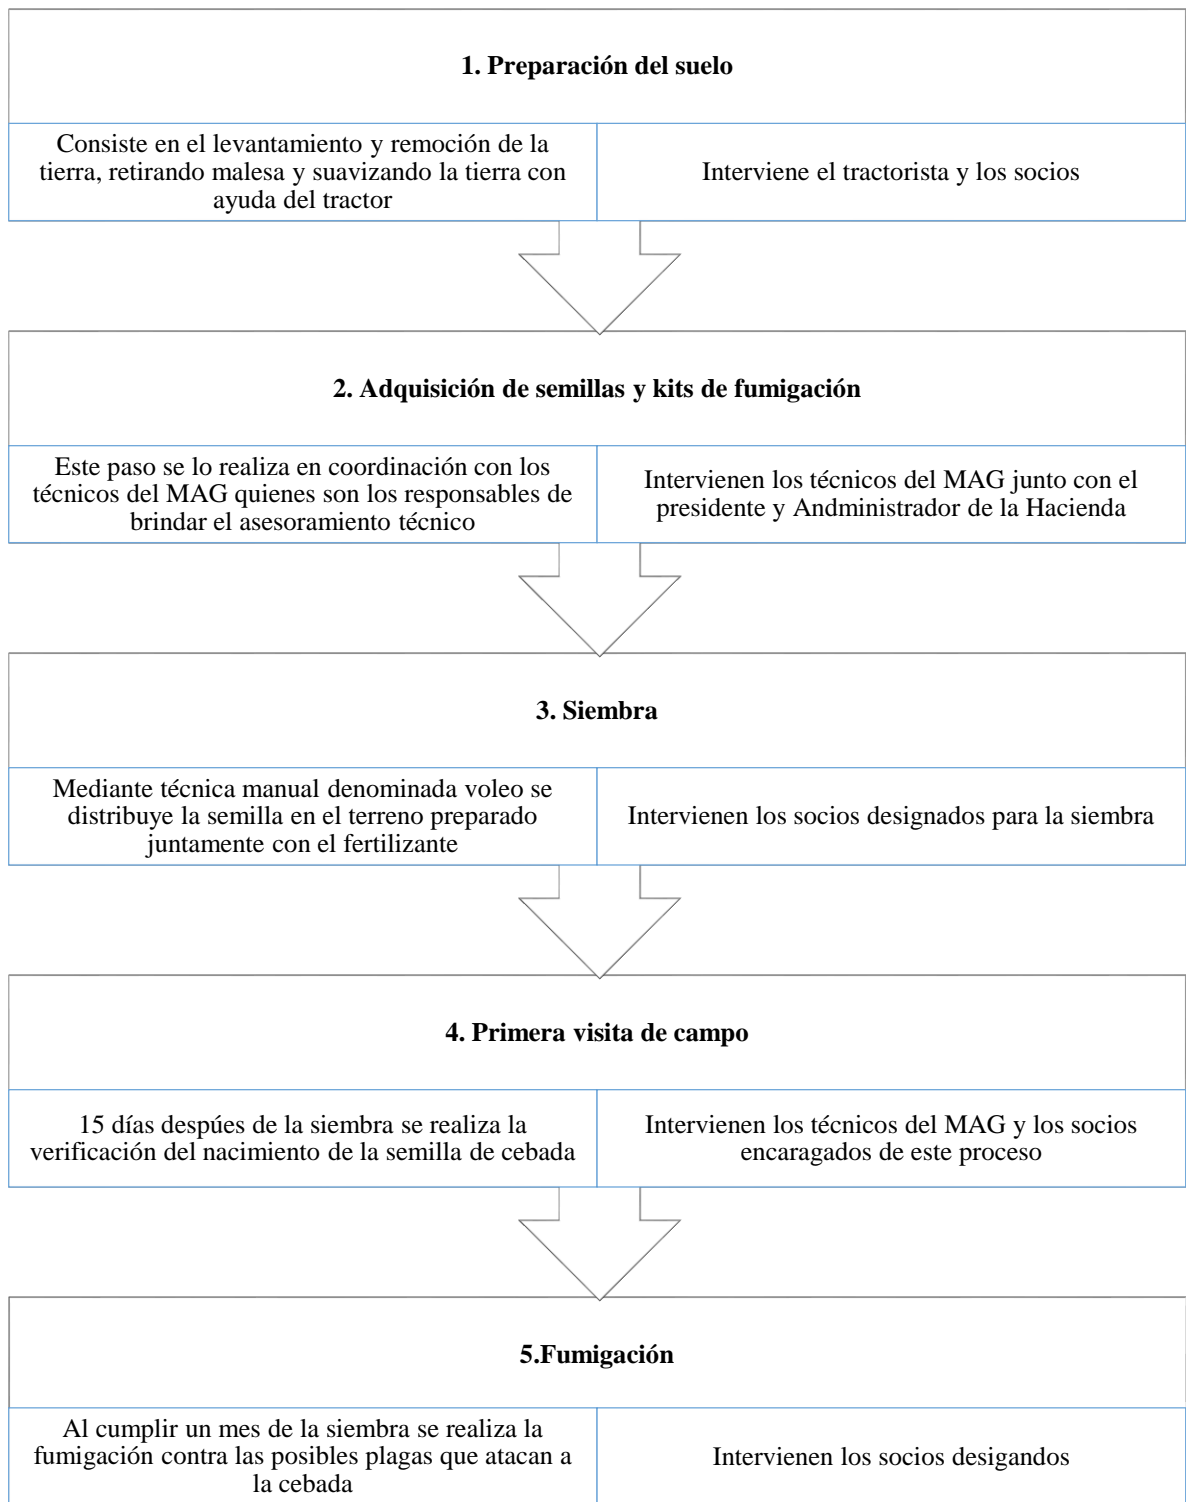 1. Preparación del suelo
Consiste en el levantamiento y remoción de la
tierra, retirando malesa y suavizando la tierra con
ayuda del tractor
Interviene el tractorista y los socios
2. Adquisición de semillas y kits de fumigación
Este paso se lo realiza en coordinación con los
técnicos del MAG quienes son los responsables de
brindar el asesoramiento técnico
Intervienen los técnicos del MAG junto con el
presidente y Andministrador de la Hacienda
3. Siembra
Mediante técnica manual denominada voleo se
distribuye la semilla en el terreno preparado
juntamente con el fertilizante
Intervienen los socios designados para la siembra
4. Primera visita de campo
15 días despúes de la siembra se realiza la
verificación del nacimiento de la semilla de cebada
Intervienen los técnicos del MAG y los socios
encaragados de este proceso
5.Fumigación
Al cumplir un mes de la siembra se realiza la
fumigación contra las posibles plagas que atacan a
la cebada
Intervienen los socios desigandos